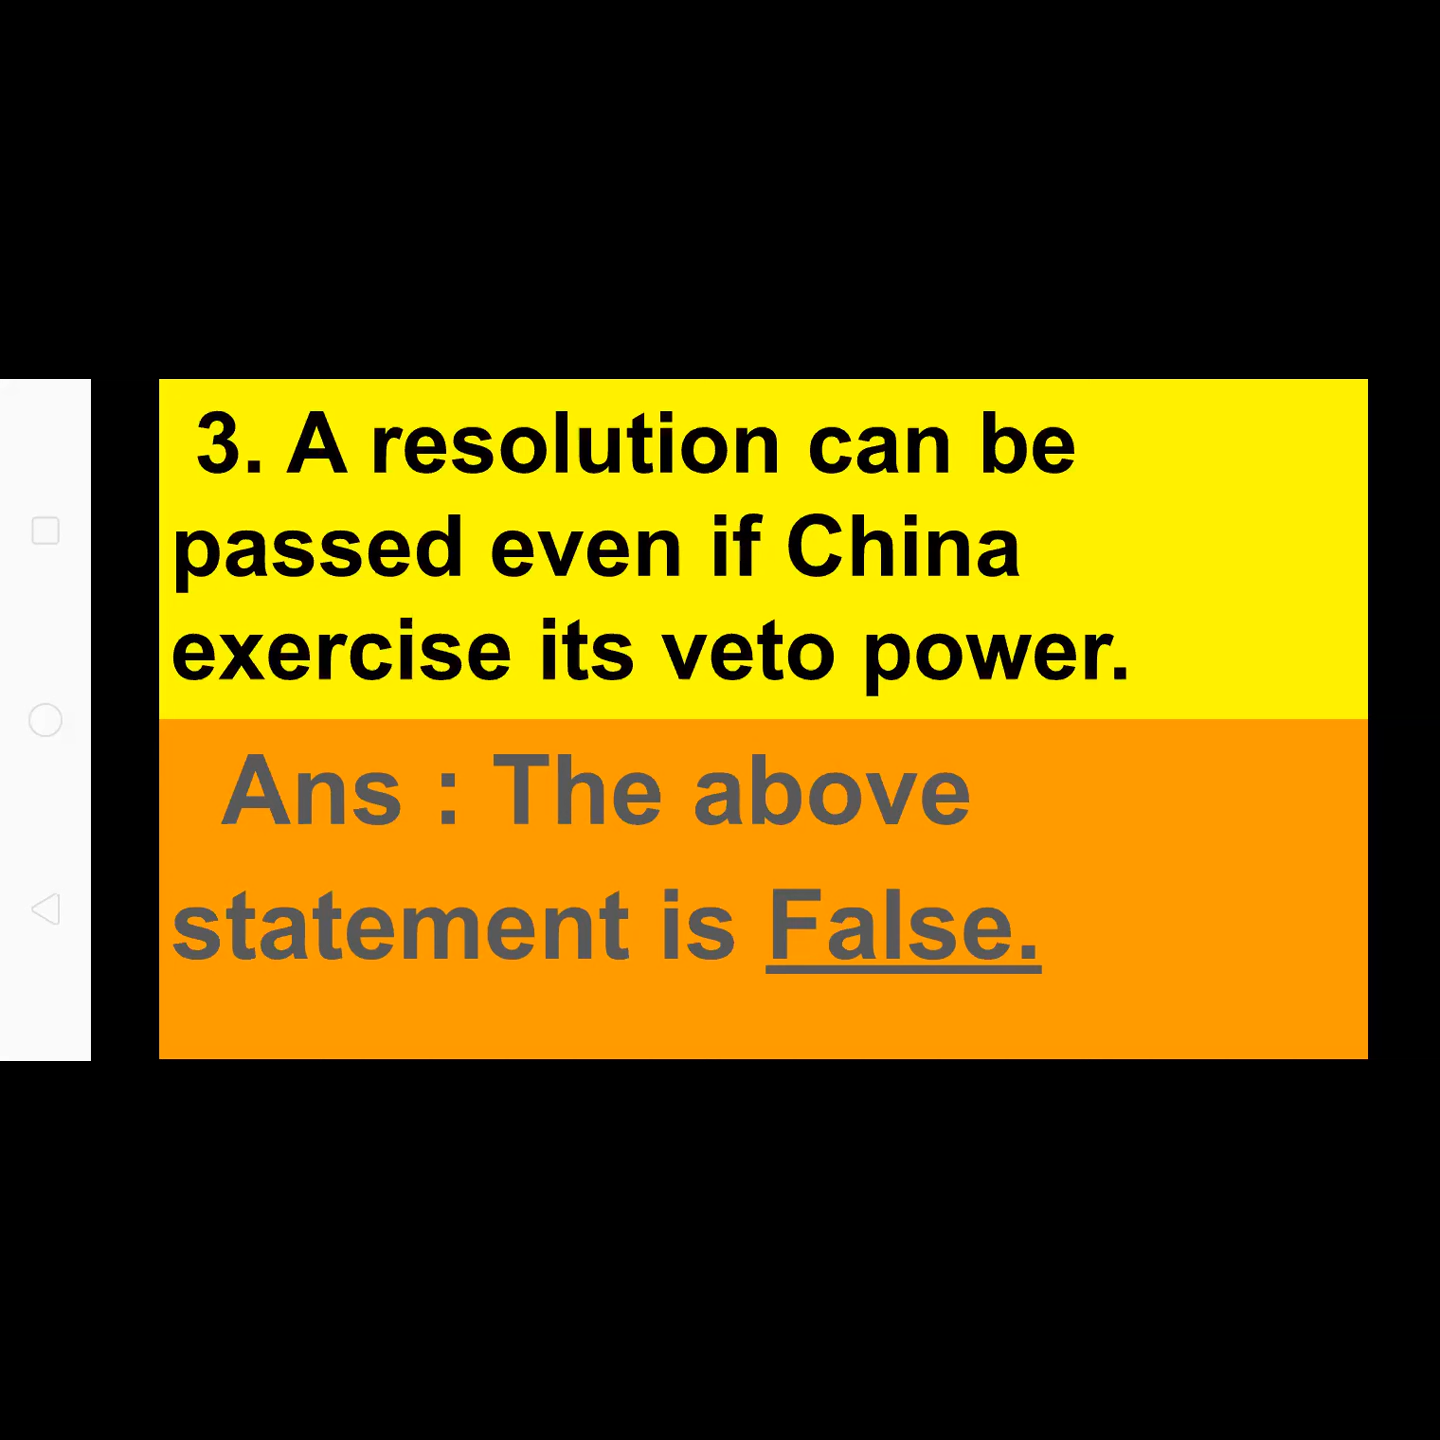 3. A resolution can be
passed even if China
exercise its veto power.
Ans : The above
statement is False.